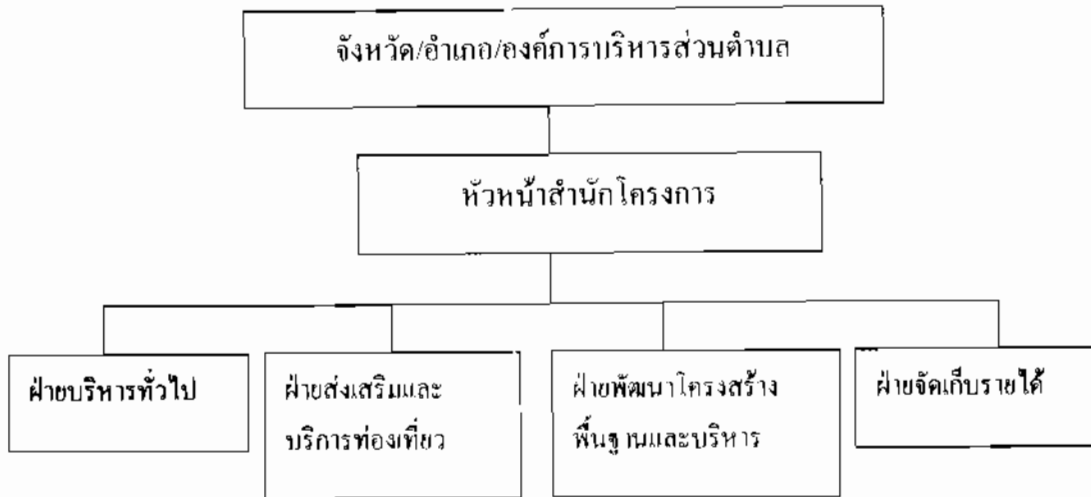 จังหวัด/อำเภอ/องค์การบริหารส่วนตำบล
หัวหน้าสำนักโครงการ
ฝ่ายบริหารทั่วไป
ฝ่ายส่งเสริมและ
บริการท่องเที่ยว
ฝ่ายพัฒนาโครงสร้าง
พื้นฐานและบริหาร
ฝ่ายจัดเก็บรายได้